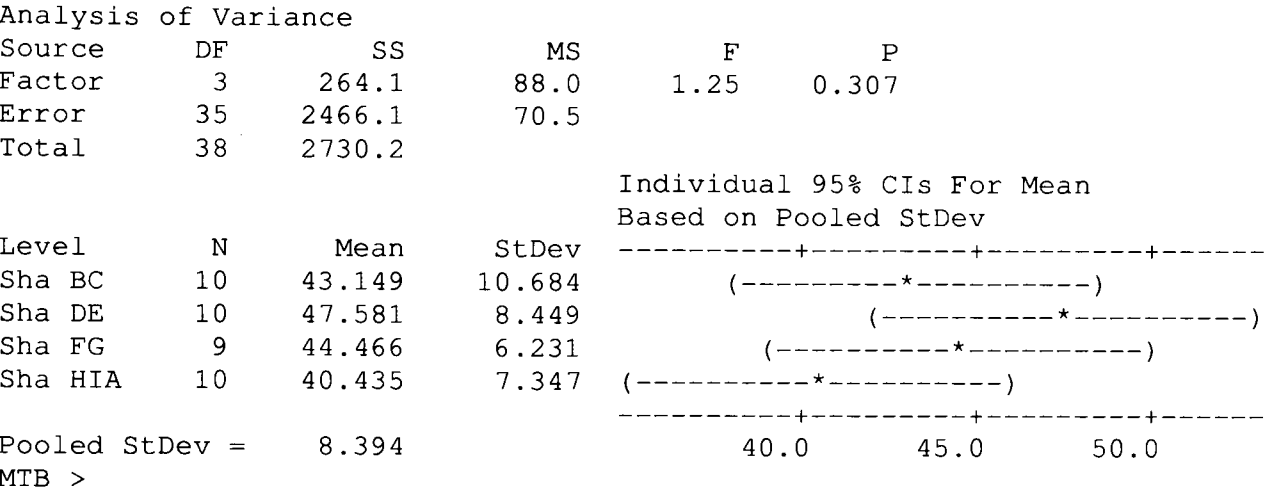 Analysis of Variance
Source DF SS MS F P
Factor 3 264.1 88.0 1.25 0.307
Error 35 2466.1 70.5
Total 38 2730.2
Individual 95% CIs For Mean
Based on Pooled StDev
Level N Mean StDev ----------+---------+---------+------
Sha BC 10 43.149 10.684 (---------*----------)
Sha DE 10 47.581 8.449 (----------*----------)
Sha FG 9 44.466 6.231 (----------*----------)
Sha HIA 10 40.435 7.347 (----------*----------)
----------+---------+---------+------
Pooled StDev = 8.394 40.0 45.0 50.0
MTB >